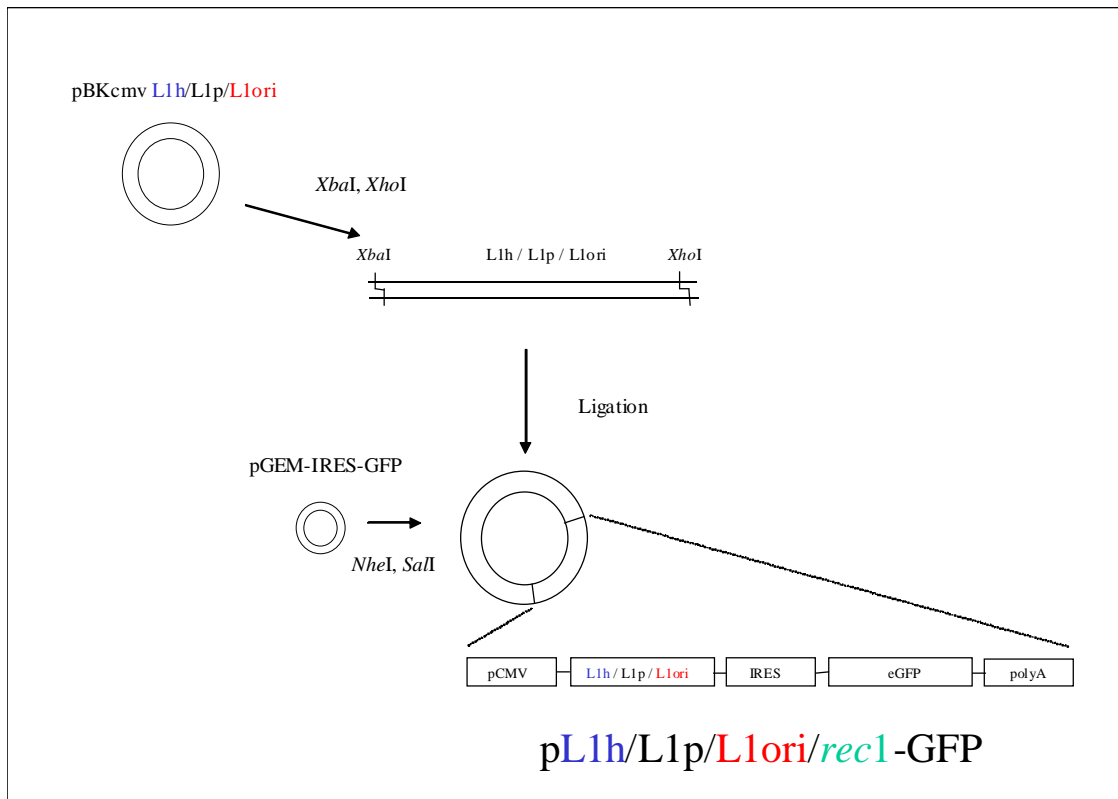 pBKcmv L1h/L1p/L1ori
XbaI, XhoI
XbaI L1h / L1p / L1ori XhoI
Ligation
pGEM-IRES-GFP
NheI, SalI
pCMV L1h / L1p / L1ori IRES eGFP polyA
pL1h/L1p/L1ori/rec1-GFP